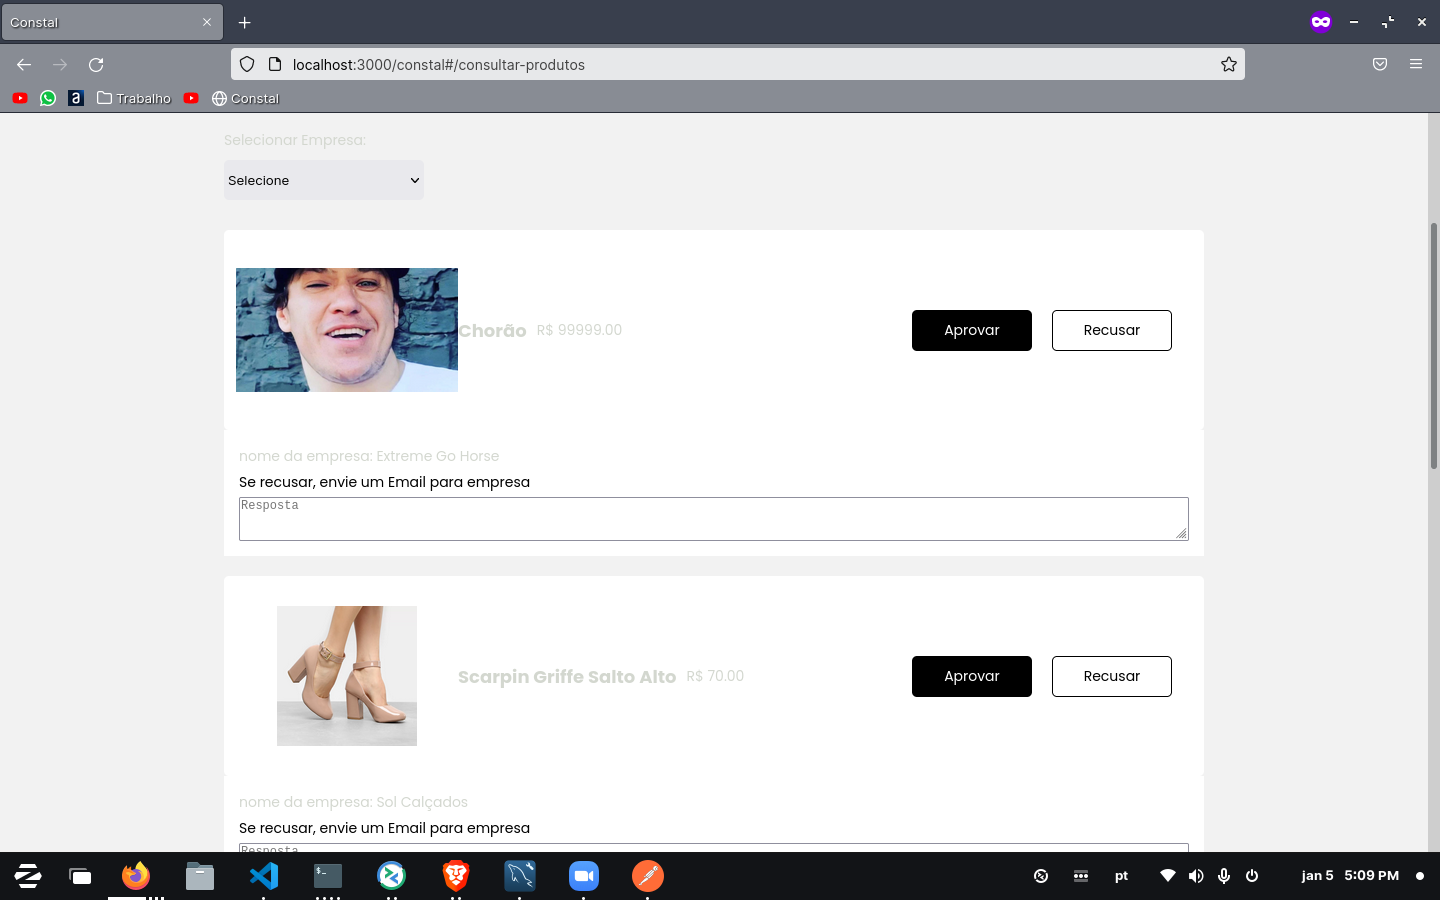 Constal
localhost:3000/constal#/consultar-produtos
Trabalho
Constal
Selecionar Empresa:
Selecione
Chorão R$ 99999.00
Aprovar
Recusar
nome da empresa: Extreme Go Horse
Se recusar, envie um Email para empresa
Resposta
Scarpin Griffe Salto Alto R$ 70.00
Aprovar
Recusar
nome da empresa: Sol Calçados
Se recusar, envie um Email para empresa
Resposta
pt
jan 5 5:09 PM